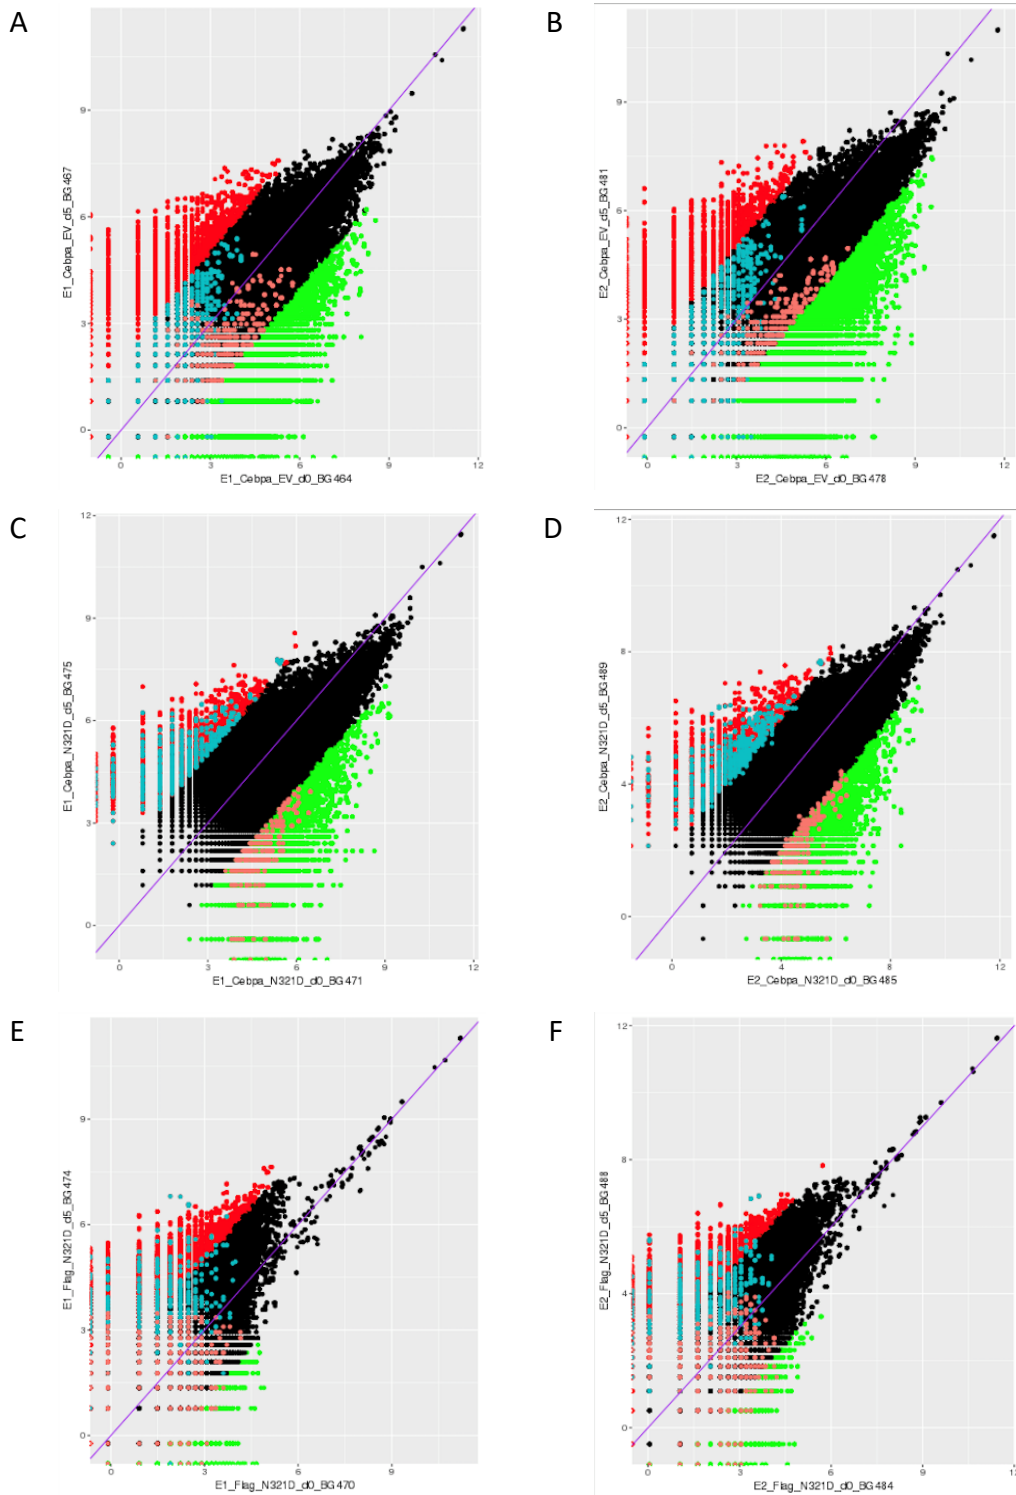 A
B
9
6
3
0
E1_Cebpa_EV_d5_BG467
0
3
6
9
12
E1_Cebpa_EV_d0_BG464
9
6
3
0
E2_Cebpa_EV_d5_BG481
0
3
6
9
12
E2_Cebpa_EV_d0_BG478
C
D
12
9
6
3
0
E1_Cebpa_N321D_d5_BG475
0
3
6
9
12
E1_Cebpa_N321D_d0_BG471
12
8
4
0
E2_Cebpa_N321D_d5_BG489
0
4
8
12
E2_Cebpa_N321D_d0_BG485
E
F
9
6
3
0
E1_Flag_N321D_d5_BG474
0
3
6
9
E1_Flag_N321D_d0_BG470
12
8
4
0
E2_Flag_N321D_d5_BG488
0
3
6
9
E2_Flag_N321D_d0_BG484